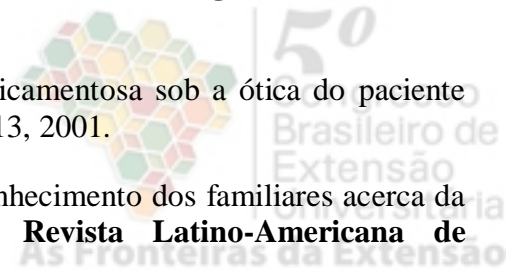 5º
Congresso
icamentosa sob a ótica do paciente
13, 2001.
Brasileiro de
Extensão
Universitária
nhecimento dos familiares acerca da
Revista Latino-Americana de
As Fronteiras da Extensão